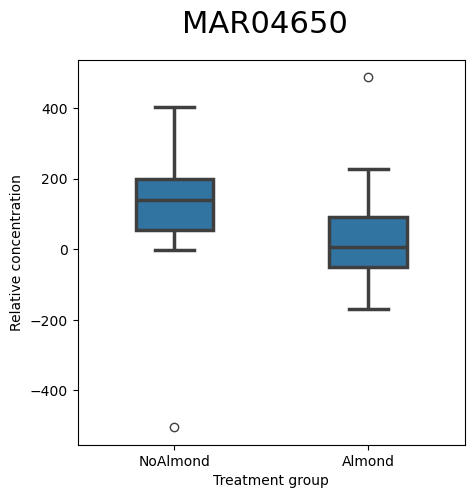 MAR04650
400
200
0
−200
−400
Relative concentration
NoAlmond
Almond
Treatment group